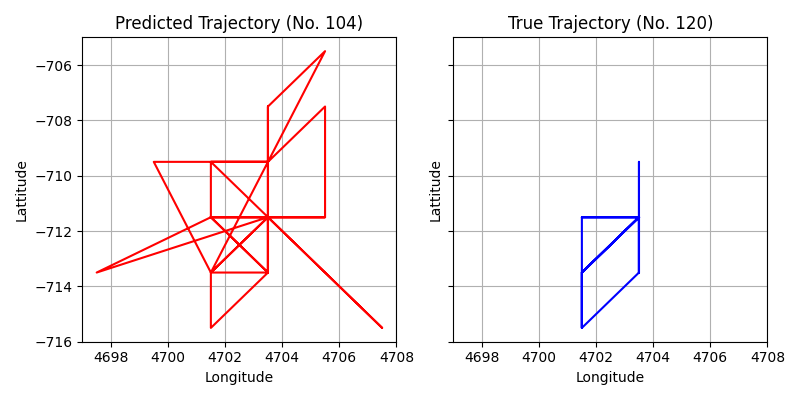 Predicted Trajectory (No. 104)
True Trajectory (No. 120)
−706
−708
−710
−712
−714
−716
Lattitude
4698 4700 4702 4704 4706 4708
Longitude
Lattitude
4698 4700 4702 4704 4706 4708
Longitude